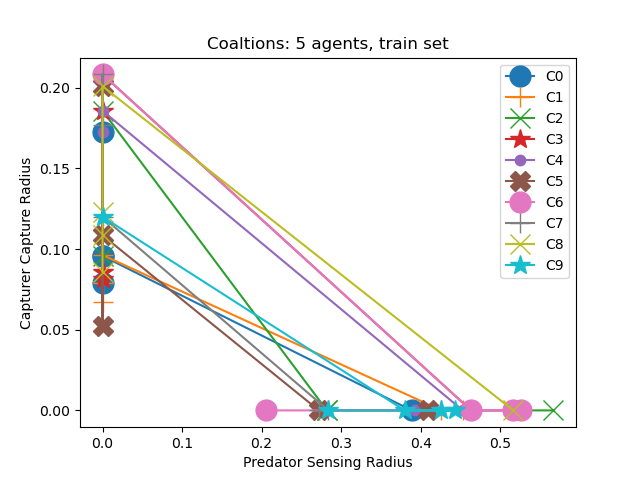 Coaltions: 5 agents, train set
Capturer Capture Radius
0.20
0.15
0.10
0.05
0.00
0.0 0.1 0.2 0.3 0.4 0.5
Predator Sensing Radius
C0
C1
C2
C3
C4
C5
C6
C7
C8
C9